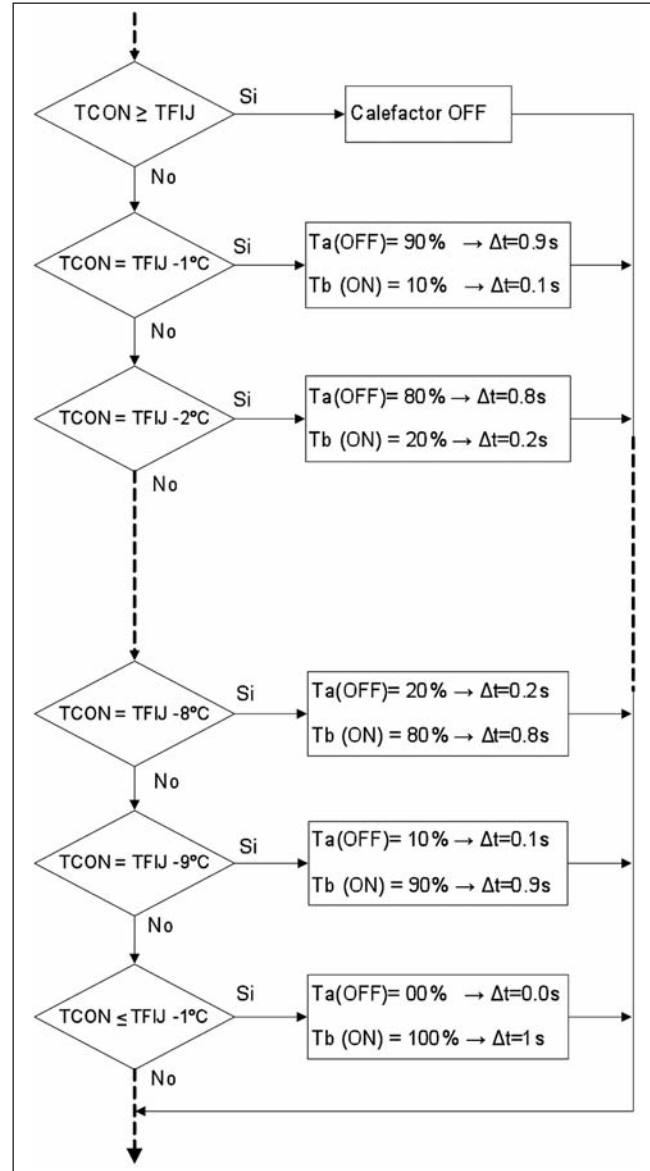 TCON ≥ TFIJ
Si
Calefactor OFF
No
TCON = TFIJ -1ºC
Si
Ta(OFF)= 90% → Δt=0.9s
Tb (ON) = 10% → Δt=0.1s
No
TCON = TFIJ -2ºC
Si
Ta(OFF)= 80% → Δt=0.8s
Tb (ON) = 20% → Δt=0.2s
No
TCON = TFIJ -8ºC
Si
Ta(OFF)= 20% → Δt=0.2s
Tb (ON) = 80% → Δt=0.8s
No
TCON = TFIJ -9ºC
Si
Ta(OFF)= 10% → Δt=0.1s
Tb (ON) = 90% → Δt=0.9s
No
TCON ≤ TFIJ -1ºC
Si
Ta(OFF)= 00% → Δt=0.0s
Tb (ON) = 100% → Δt=1s
No